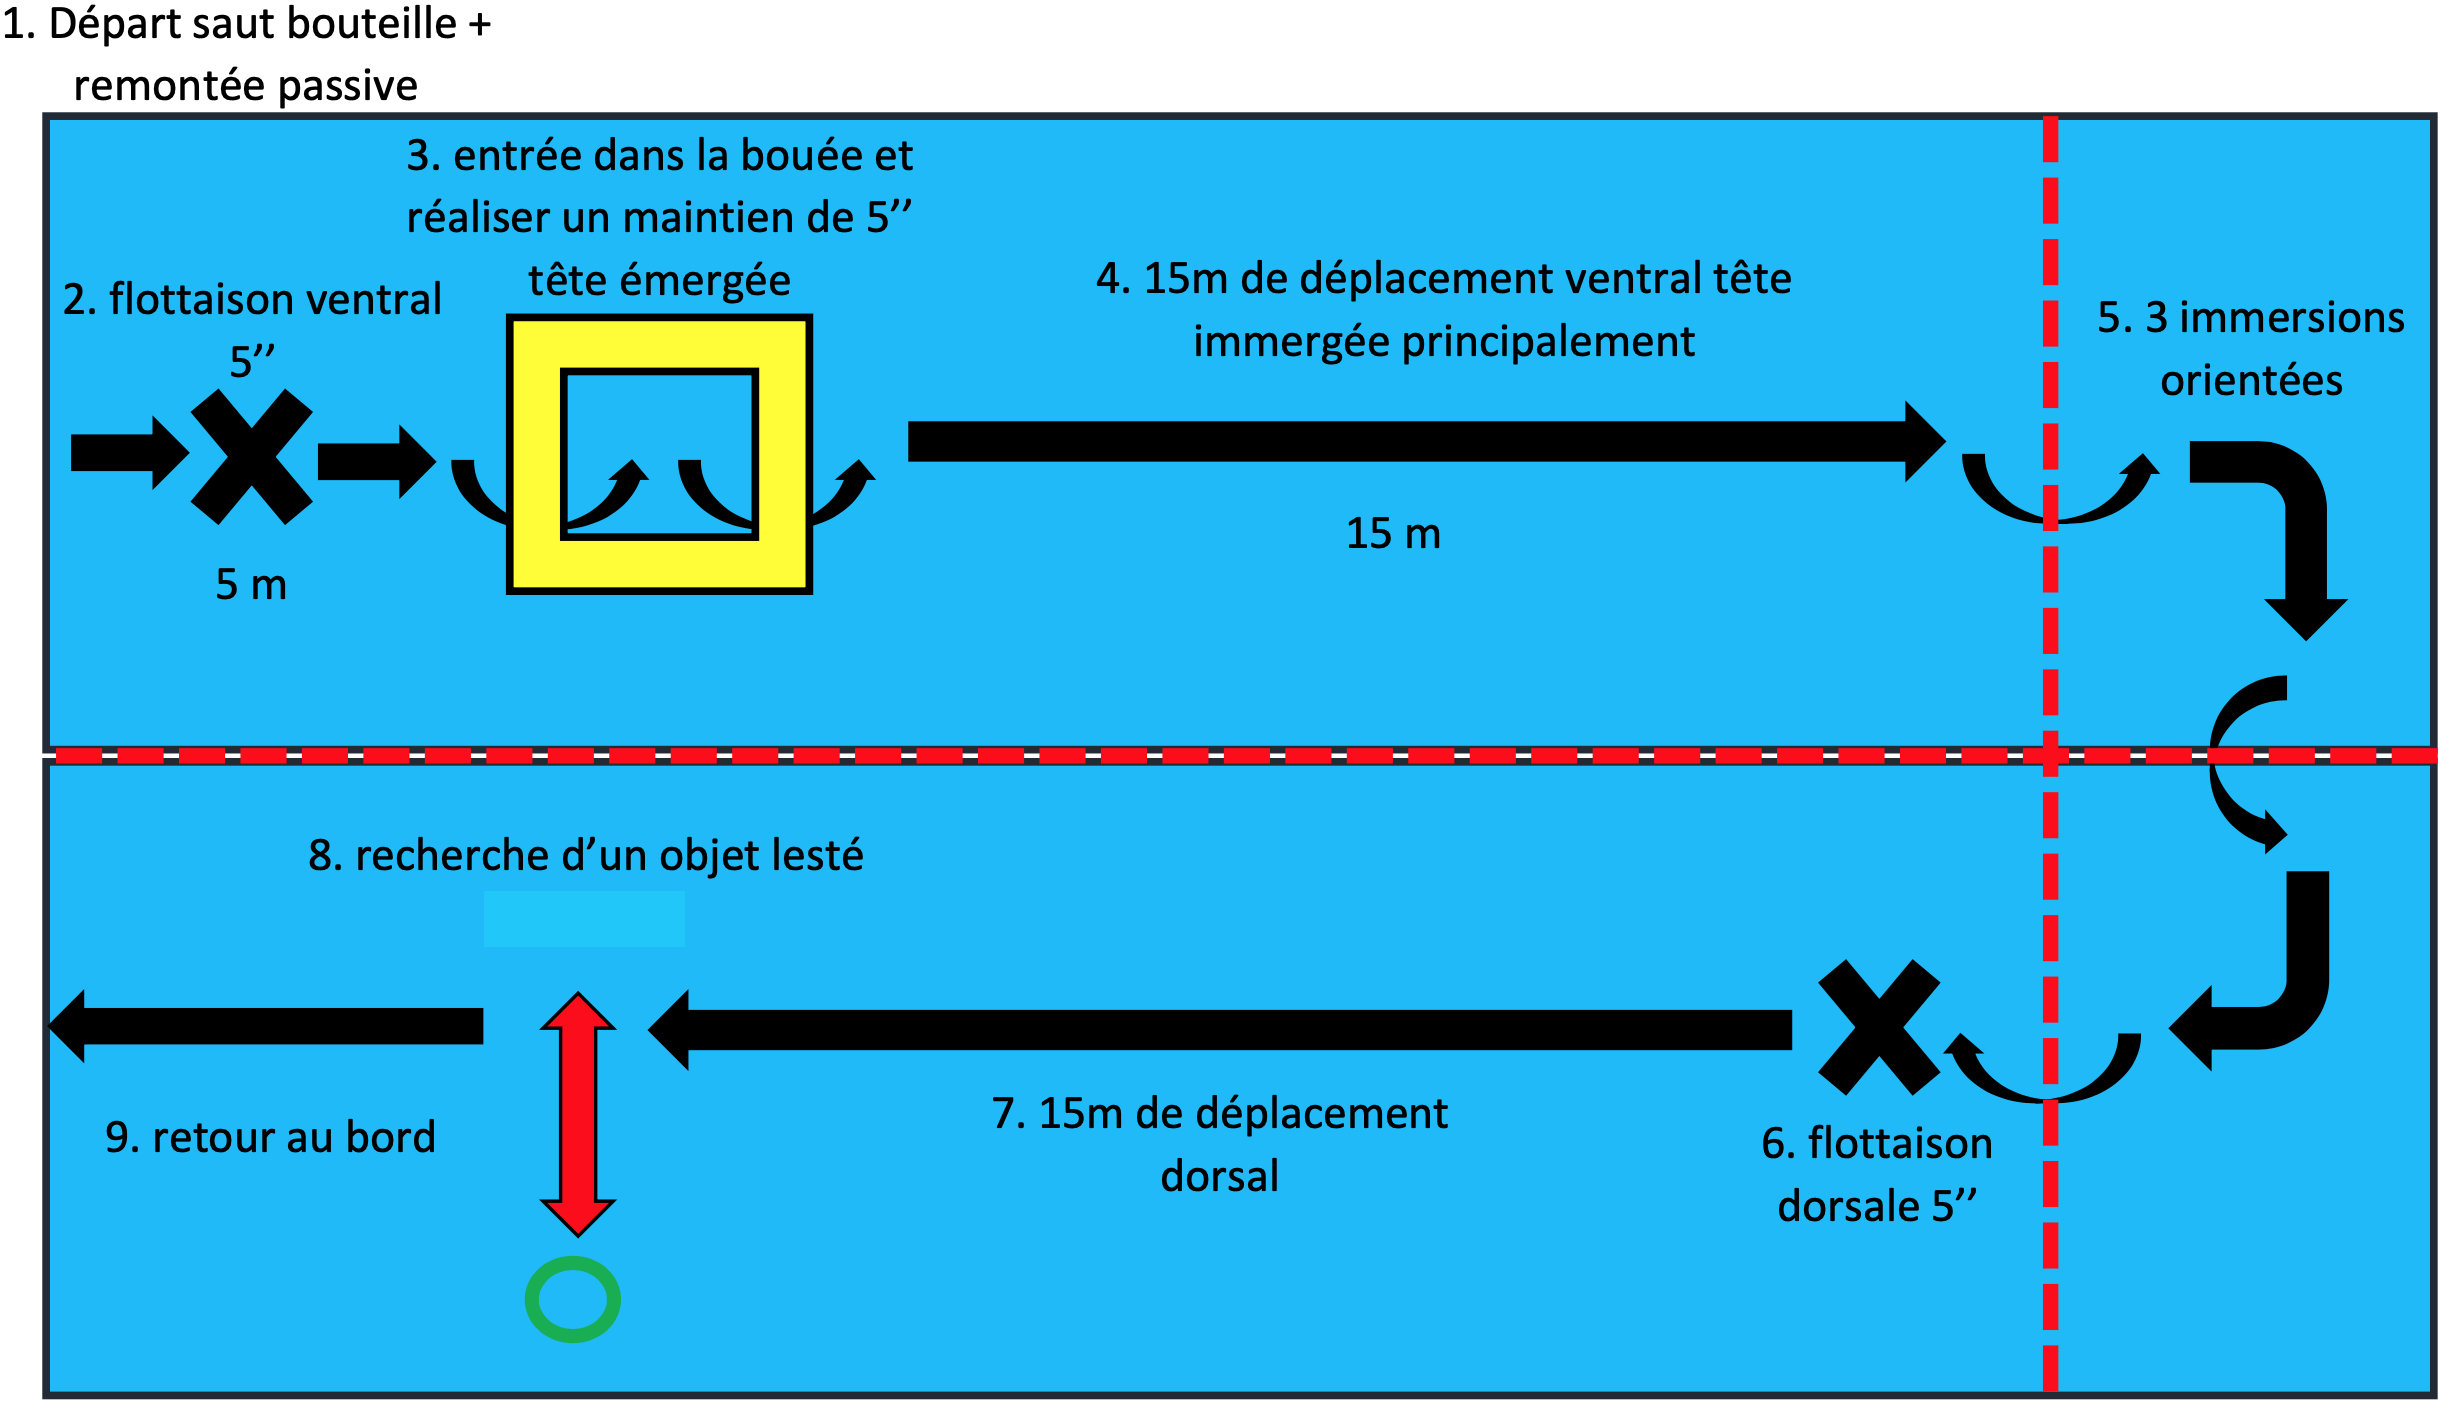 1. Départ saut bouteille +
remontée passive
3. entrée dans la bouée et
réaliser un maintien de 5’’
tête émergée
2. flottaison ventral
5’’
4. 15m de déplacement ventral tête
immergée principalement
5. 3 immersions
orientées
5 m
15 m
8. recherche d’un objet lesté
9. retour au bord
7. 15m de déplacement
dorsal
6. flottaison
dorsale 5’’